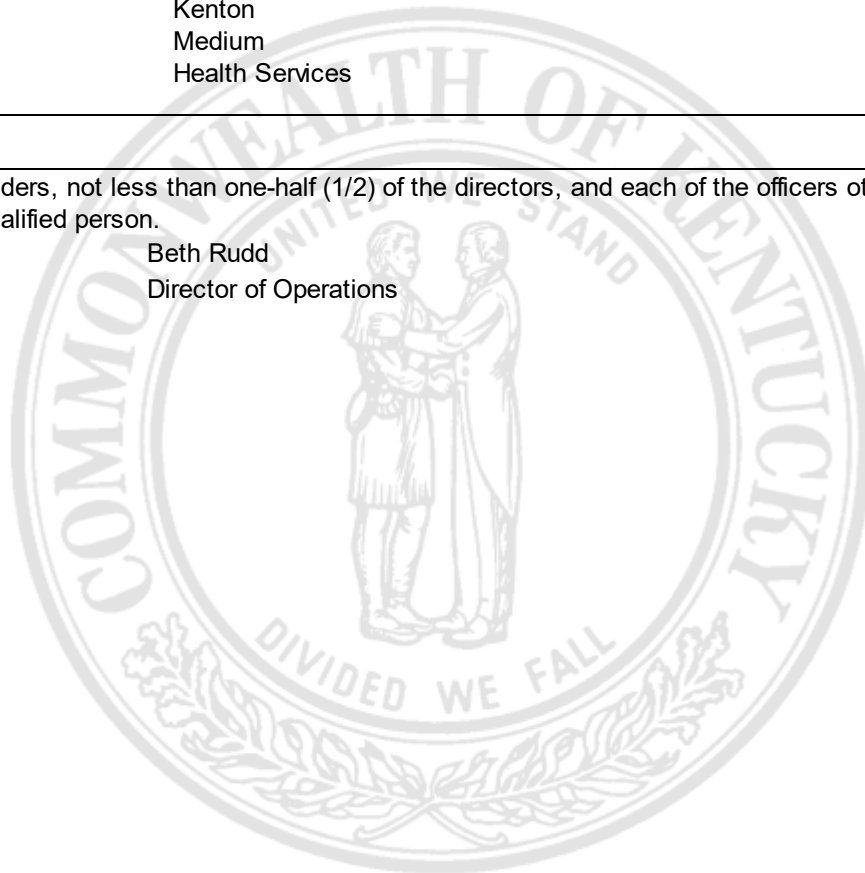 Kenton
Medium
Health Services
ders, not less than one-half (1/2) of the directors, and each of the officers ot
alified person.
Beth Rudd
Director of Operations
COMMONWEALTH OF KENTUCKY
UNITED WE STAND
DIVIDED WE FALL